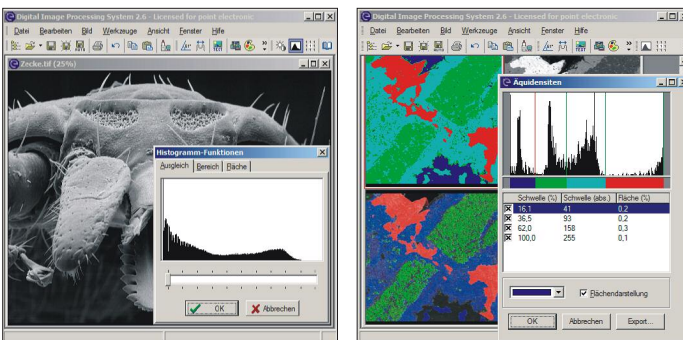 Digital Image Processing System 2.6 - Licensed for point electronic
Datei Bearbeiten Bild Werkzeuge Ansicht Fenster Hilfe
Zecke.tif (25%)
Histogramm-Funktionen
Ausgleich Bereich Fläche
OK Abbrechen
Digital Image Processing System 2.6 - Licensed for point electronic
Datei Bearbeiten Bild Werkzeuge Ansicht Fenster Hilfe
Äquidensiten
Schwelle (%) Schwelle (abs.) Fläche (%)
16,1 41 0,2
36,5 93 0,2
62,0 158 0,3
100,0 255 0,1
Flächendarstellung
OK Abbrechen Export...